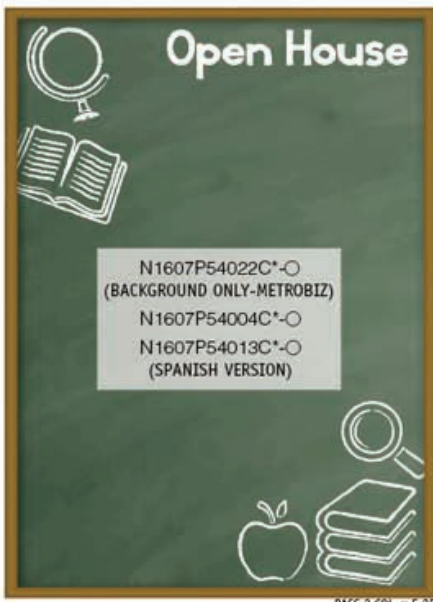 Open House
N1607P54022C*-○
(BACKGROUND ONLY-METROBIZ)
N1607P54004C*-○
N1607P54013C*-○
(SPANISH VERSION)